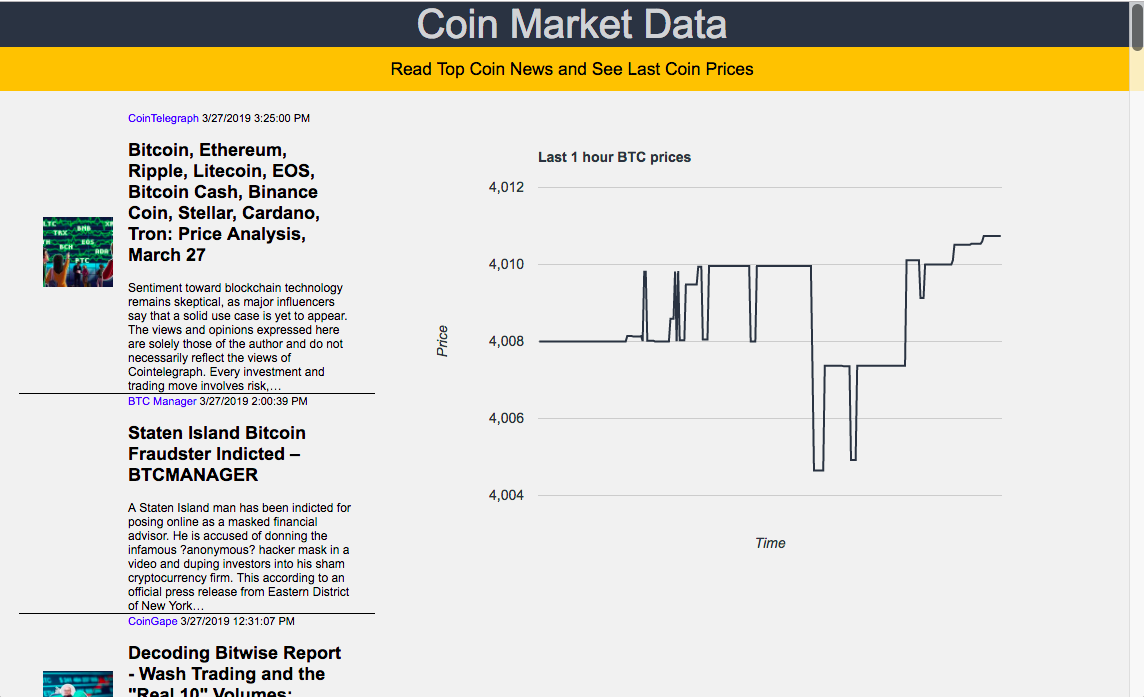 Coin Market Data
Read Top Coin News and See Last Coin Prices
CoinTelegraph 3/27/2019 3:25:00 PM
Bitcoin, Ethereum,
Ripple, Litecoin, EOS,
Bitcoin Cash, Binance
Coin, Stellar, Cardano,
Tron: Price Analysis,
March 27
Sentiment toward blockchain technology
remains skeptical, as major influencers
say that a solid use case is yet to appear.
The views and opinions expressed here
are solely those of the author and do not
necessarily reflect the views of
Cointelegraph. Every investment and
trading move involves risk,…
BTC Manager 3/27/2019 2:00:39 PM
Staten Island Bitcoin
Fraudster Indicted –
BTCMANAGER
A Staten Island man has been indicted for
posing online as a masked financial
advisor. He is accused of donning the
infamous ?anonymous? hacker mask in a
video and duping investors into his sham
cryptocurrency firm. This according to an
official press release from Eastern District
of New York…
CoinGape 3/27/2019 12:31:07 PM
Decoding Bitwise Report
- Wash Trading and the
"Real 10" Volumes:
Last 1 hour BTC prices
4,012
4,010
4,008
4,006
4,004
Price
Time